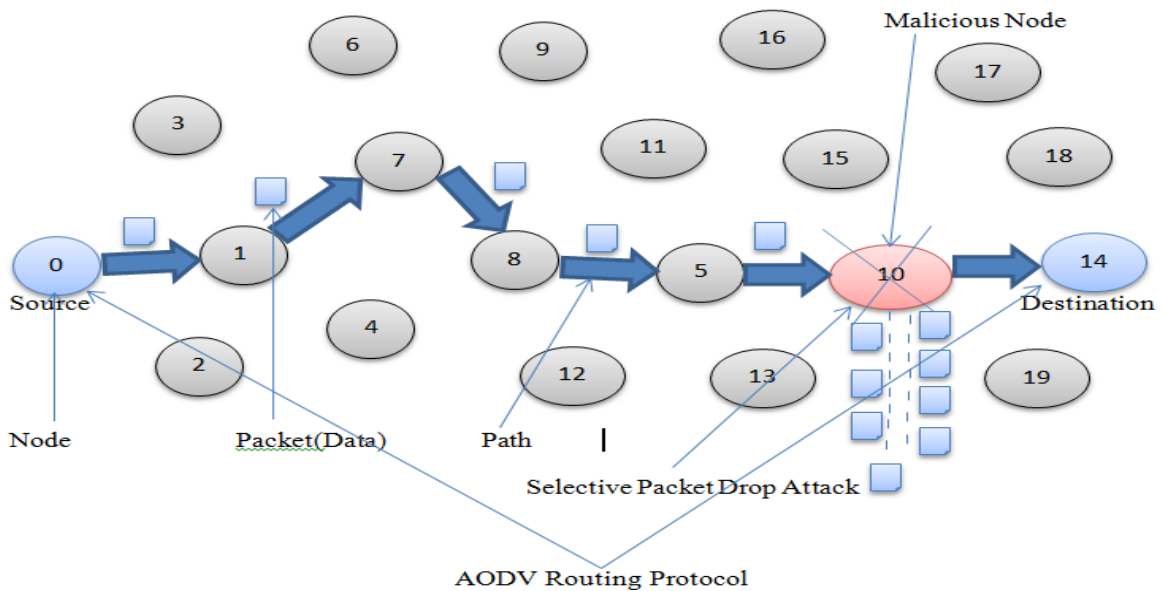 Malicious Node
6
9
16
17
3
7
11
15
18
0
1
8
5
10
14
Source
Destination
4
2
12
13
19
Node
Packet(Data)
Path
Selective Packet Drop Attack
AODV Routing Protocol